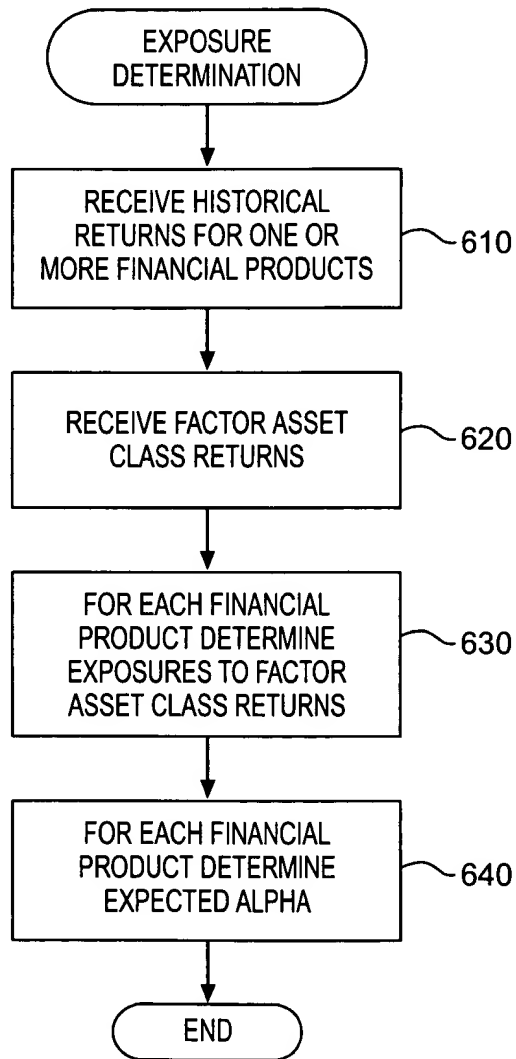 EXPOSURE
DETERMINATION
RECEIVE HISTORICAL
RETURNS FOR ONE OR
MORE FINANCIAL PRODUCTS
610
RECEIVE FACTOR ASSET
CLASS RETURNS
620
FOR EACH FINANCIAL
PRODUCT DETERMINE
EXPOSURES TO FACTOR
ASSET CLASS RETURNS
630
FOR EACH FINANCIAL
PRODUCT DETERMINE
EXPECTED ALPHA
640
END